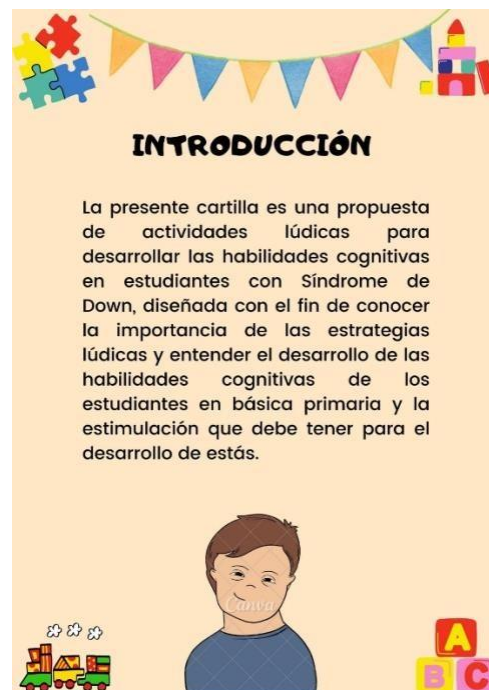 INTRODUCCIÓN
La presente cartilla es una propuesta
de actividades lúdicas para
desarrollar las habilidades cognitivas
en estudiantes con Síndrome de
Down, diseñada con el fin de conocer
la importancia de las estrategias
lúdicas y entender el desarrollo de las
habilidades cognitivas de los
estudiantes en básica primaria y la
estimulación que debe tener para el
desarrollo de estás.
Canva
A
B C